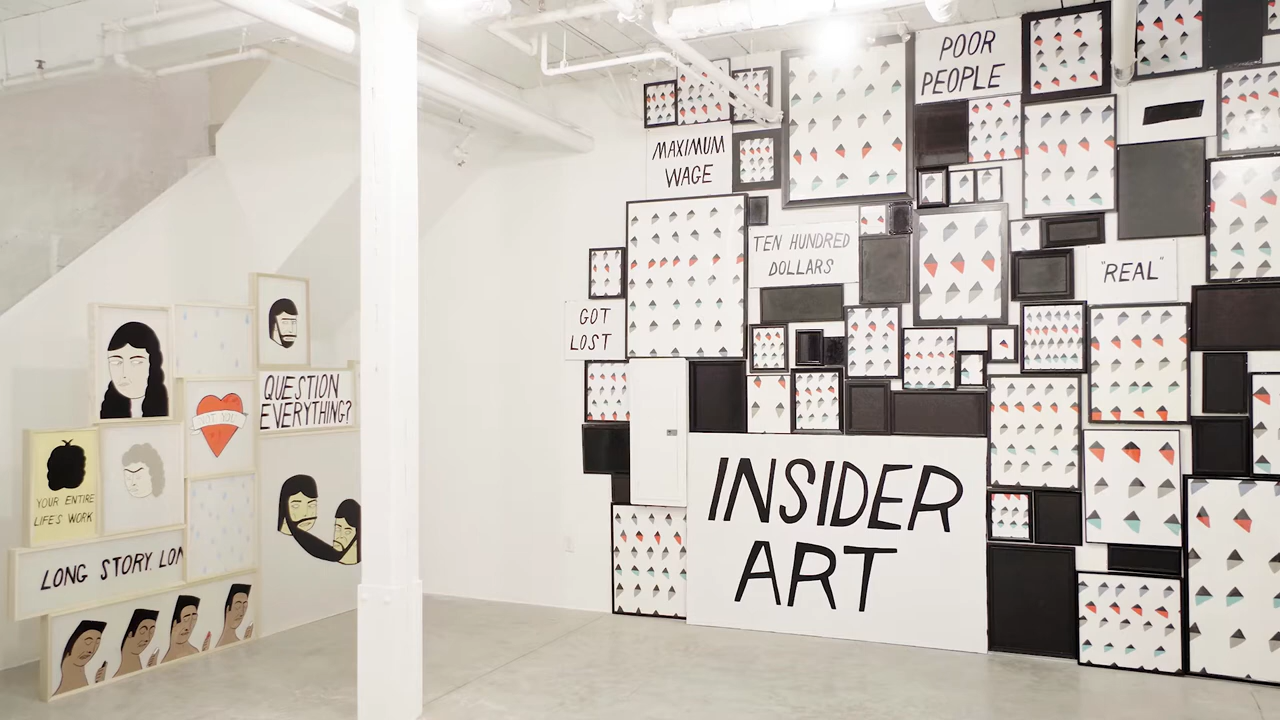 POOR
PEOPLE
MAXIMUM
WAGE
TEN HUNDRED
DOLLARS
"REAL"
GOT
LOST
INSIDER
ART
QUESTION
EVERYTHING?
YOUR ENTIRE
LIFE'S WORK
LONG STORY.